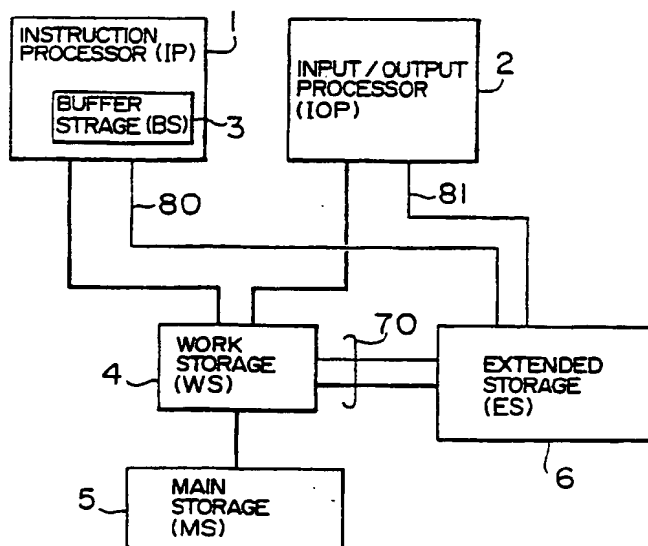 1
INSTRUCTION
PROCESSOR (IP)
BUFFER
STRAGE (BS)
3
INPUT / OUTPUT
PROCESSOR
(IOP)
2
80
81
70
4
WORK
STORAGE
(WS)
EXTENDED
STORAGE
(ES)
6
5
MAIN
STORAGE
(MS)